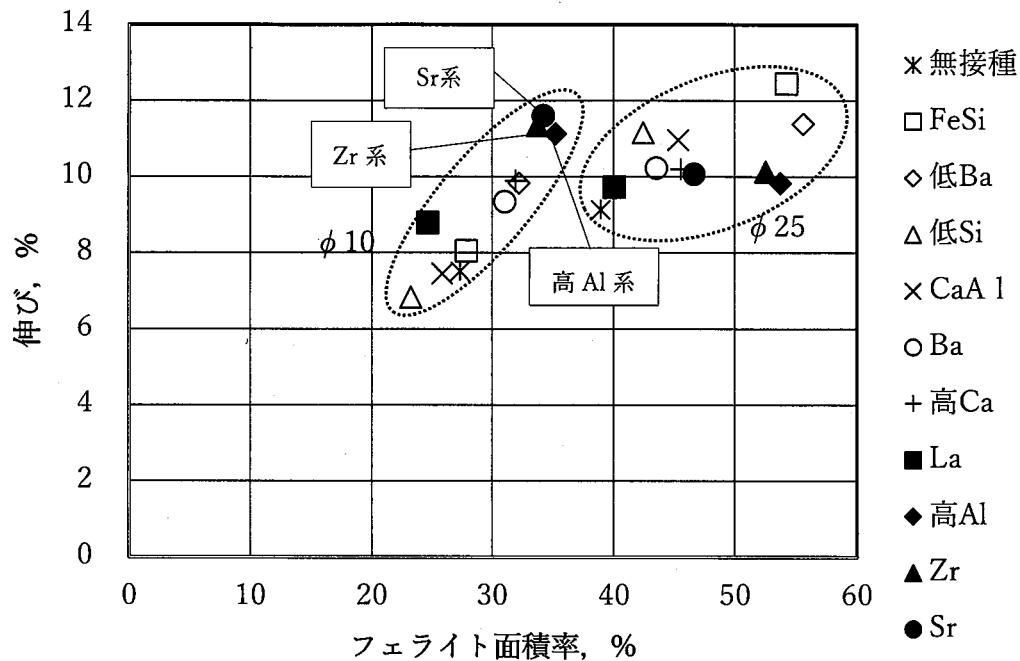 14
12
10
8
6
4
2
0
伸び, %
0
10
20
30
40
50
60
フェライト面積率, %
Sr系
Zr 系
高 Al 系
φ 10
φ 25
無接種
FeSi
低Ba
低Si
CaA l
Ba
高Ca
La
高Al
Zr
Sr